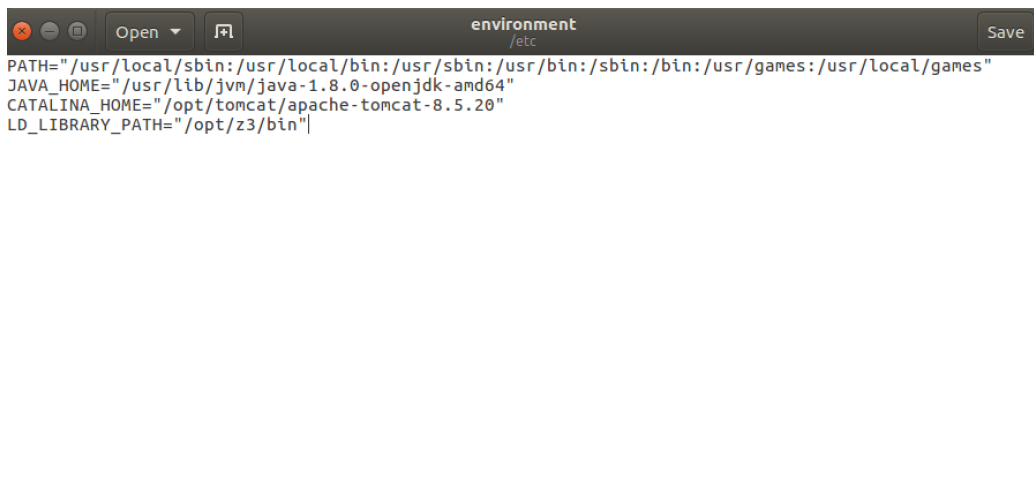 Open
environment
/etc
Save
PATH="/usr/local/sbin:/usr/local/bin:/usr/sbin:/usr/bin:/sbin:/bin:/usr/games:/usr/local/games"
JAVA_HOME="/usr/lib/jvm/java-1.8.0-openjdk-amd64"
CATALINA_HOME="/opt/tomcat/apache-tomcat-8.5.20"
LD_LIBRARY_PATH="/opt/z3/bin"